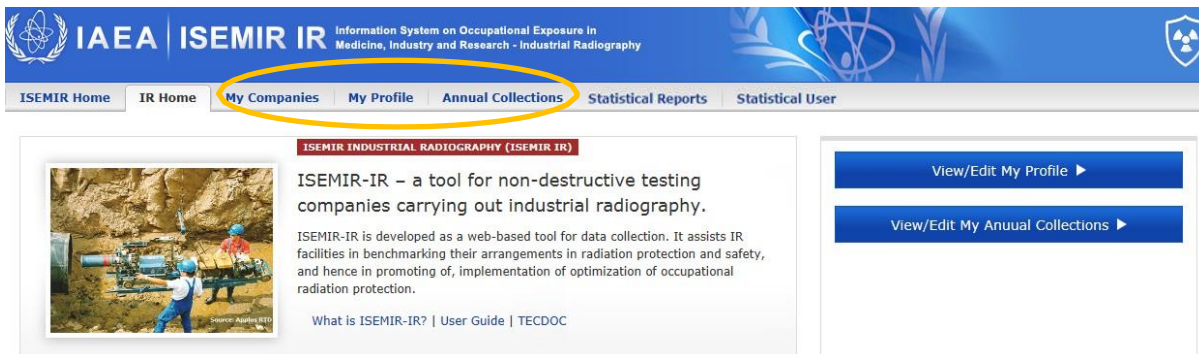 IAEA ISEMIR IR Information System on Occupational Exposure in
Medicine, Industry and Research - Industrial Radiography
ISEMIR Home IR Home My Companies My Profile Annual Collections Statistical Reports Statistical User
ISEMIR INDUSTRIAL RADIOGRAPHY (ISEMIR IR)
ISEMIR-IR – a tool for non-destructive testing
companies carrying out industrial radiography.
ISEMIR-IR is developed as a web-based tool for data collection. It assists IR
facilities in benchmarking their arrangements in radiation protection and safety,
and hence in promoting of, implementation of optimization of occupational
radiation protection.
What is ISEMIR-IR? | User Guide | TECDOC
Source: Applus RTD
View/Edit My Profile ▶
View/Edit My Anuual Collections ▶